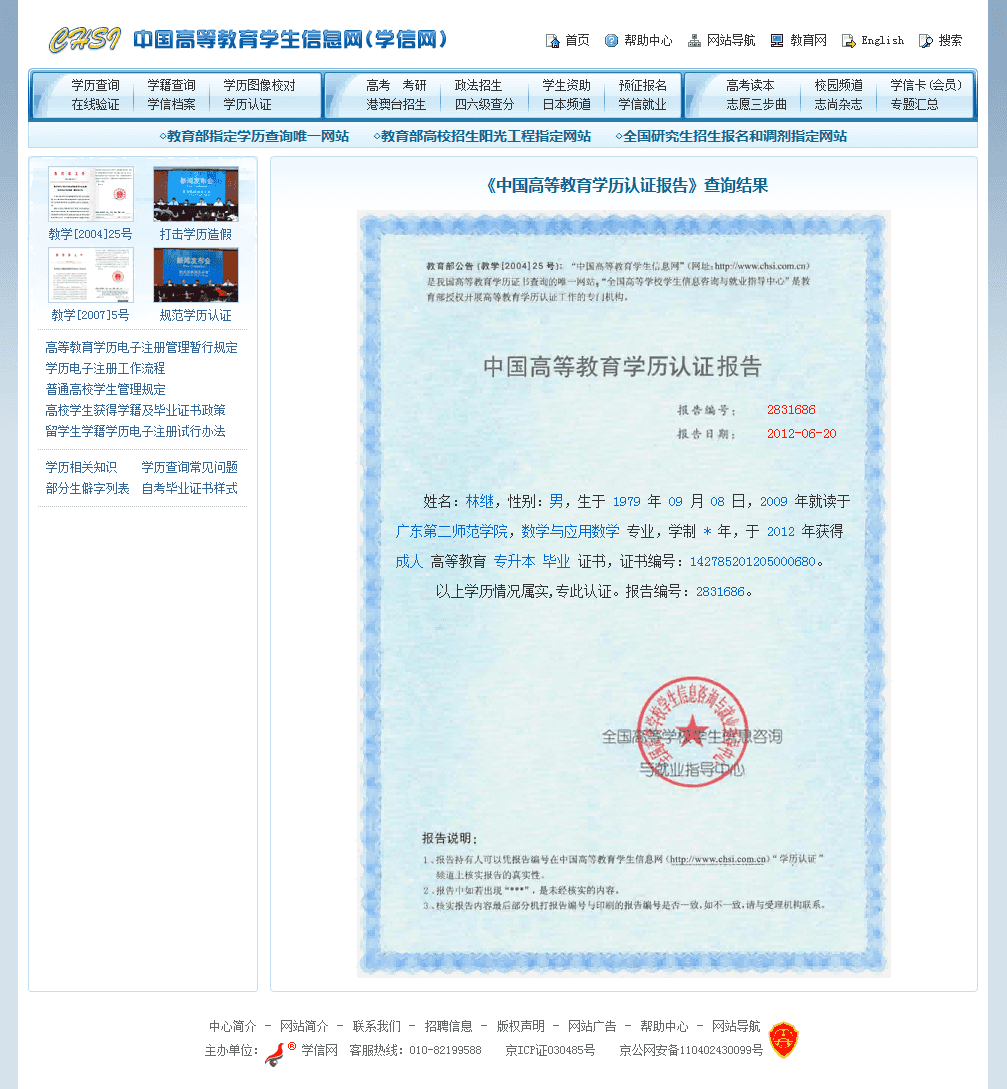 CHSI 中国高等教育学生信息网(学信网)
首页 帮助中心 网站导航 教育网 English 搜索
学历查询 学籍查询 学历图像校对 高考 考研 政法招生 学生资助 预征报名 高考读本 校园频道 学信卡(会员)
在线验证 学信档案 学历认证 港澳台招生 四六级查分 日本频道 学信就业 志愿三步曲 志尚杂志 专题汇总
◇教育部指定学历查询唯一网站 ◇教育部高校招生阳光工程指定网站 ◇全国研究生招生报名和调剂指定网站
新闻发布会
教学[2004]25号 打击学历造假
新闻发布会
教学[2007]5号 规范学历认证
高等教育学历电子注册管理暂行规定
学历电子注册工作流程
普通高校学生管理规定
高校学生获得学籍及毕业证书政策
留学生学籍学历电子注册试行办法
学历相关知识 学历查询常见问题
部分生僻字列表 自考毕业证书样式
《中国高等教育学历认证报告》查询结果
教育部公告 (教学[2004]25号): “中国高等教育学生信息网”(网址:http://www.chsi.com.cn)
是我国高等教育学历证书查询的唯一网站;“全国高等学校学生信息咨询与就业指导中心”是教
育部授权开展高等教育学历认证工作的专门机构。
中国高等教育学历认证报告
报告编号: 2831686
报告日期: 2012-06-20
姓名:林继,性别:男,生于 1979 年 09 月 08 日,2009 年就读于
广东第二师范学院,数学与应用数学 专业,学制 * 年,于 2012 年获得
成人 高等教育 专升本 毕业 证书,证书编号:142785201205000680。
以上学历情况属实,专此认证。报告编号:2831686。
全国高等学校学生信息咨询与就业指导中心
全国高等学校学生信息咨询
与就业指导中心
报告说明:
1、报告持有人可以凭报告编号在中国高等教育学生信息网(http://www.chsi.com.cn)“学历认证”
频道上核实报告的真实性。
2、报告中如若出现“***”,是未经核实的内容。
3、核实报告内容最后部分机打报告编号与印刷的报告编号是否一致,如不一致,请与受理机构联系。
中心简介 - 网站简介 - 联系我们 - 招聘信息 - 版权声明 - 网站广告 - 帮助中心 - 网站导航
主办单位: ® 学信网 客服热线:010-82199588 京ICP证030485号 京公网安备110402430099号